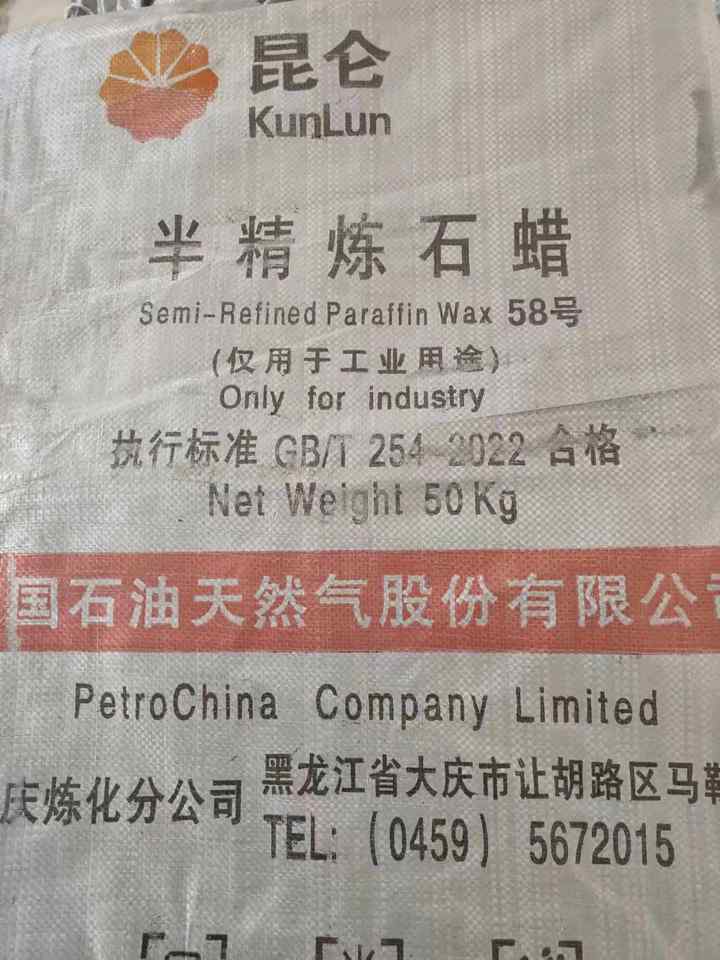 昆仑
KunLun
半精炼石蜡
Semi-Refined Paraffin Wax 58号
(仅用于工业用途)
Only for industry
执行标准 GB/T 254-2022 合格
Net Weight 50Kg
国石油天然气股份有限公
PetroChina Company Limited
庆炼化分公司
黑龙江省大庆市让胡路区马
TEL: (0459) 5672015